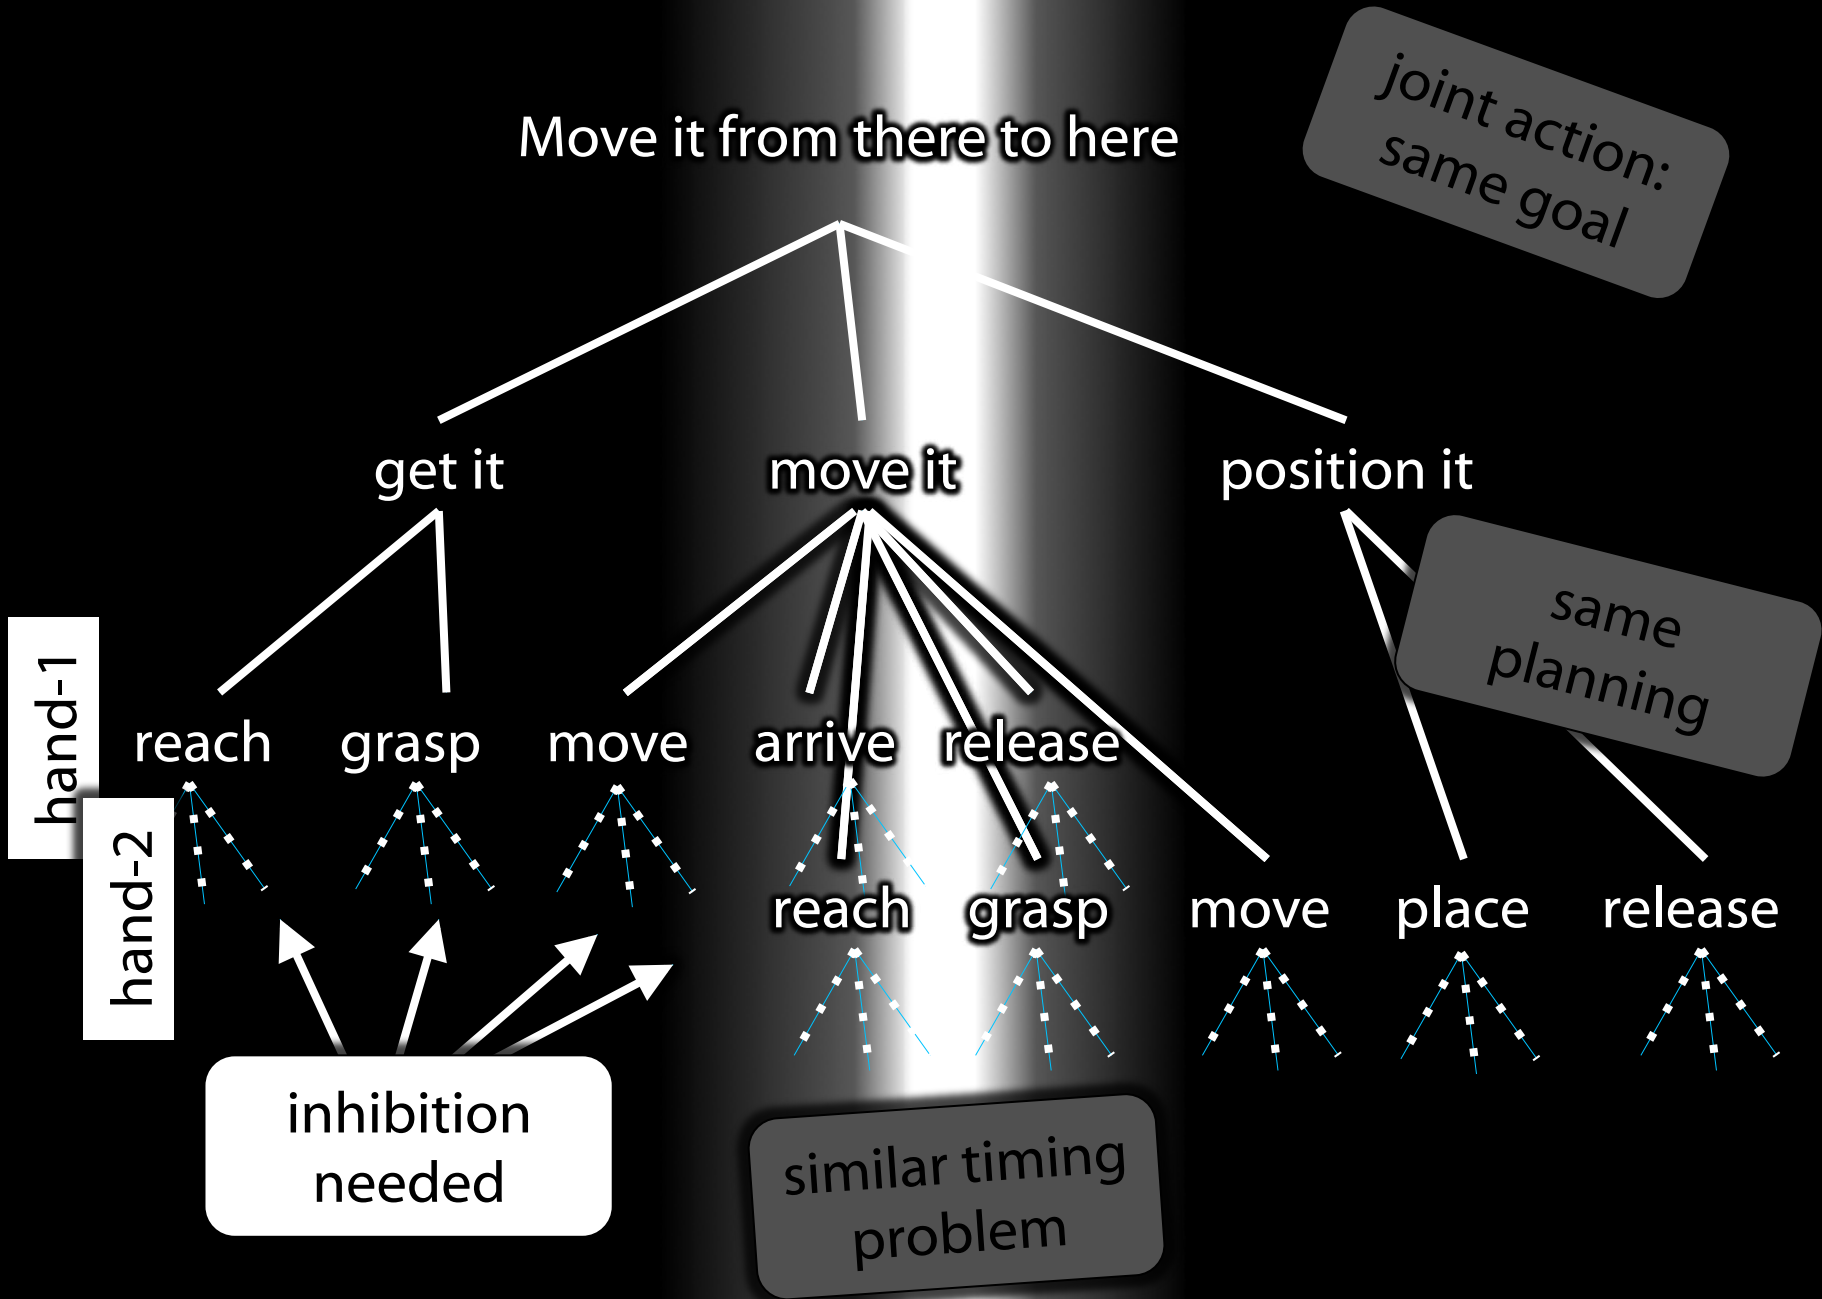 joint action:
same goal
Move it from there to here
get it
move it
position it
same
planning
hand-1
reach
grasp
move
arrive
release
hand-2
reach
grasp
move
place
release
inhibition
needed
similar timing
problem